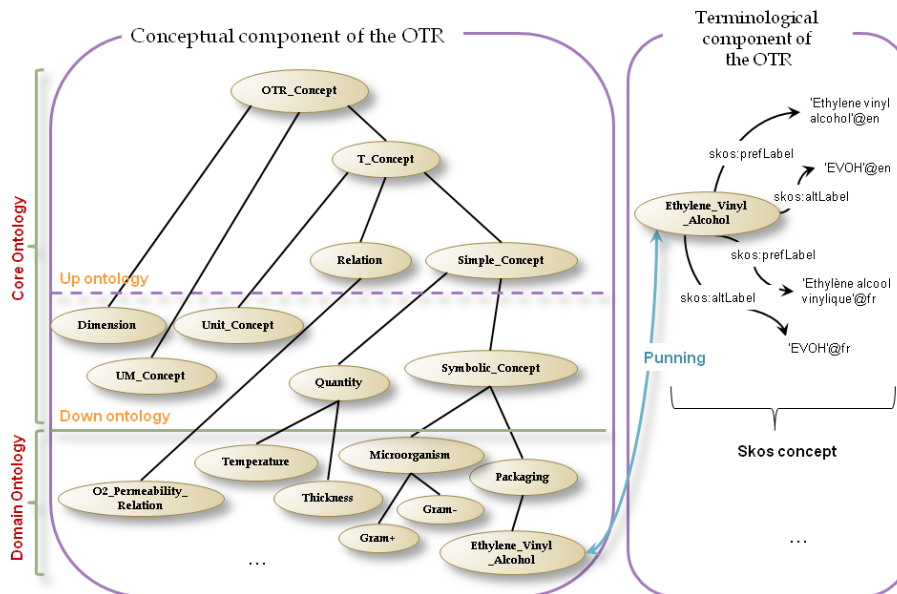 Conceptual component of the OTR
Terminological
component of
the OTR
Core Ontology
Domain Ontology
OTR_Concept
T_Concept
Relation
Simple_Concept
Up ontology
Dimension
Unit_Concept
UM_Concept
Quantity
Symbolic_Concept
Down ontology
Temperature
Microorganism
O2_Permeability_
Relation
Thickness
Packaging
Gram-
Gram+
Ethylene_Vinyl
_Alcohol
...
Punning
'Ethylene vinyl
alcohol'@en
skos:prefLabel
'EVOH'@en
skos:altLabel
Ethylene_Vinyl
_Alcohol
skos:prefLabel
'Ethylène alcool
vinylique'@fr
skos:altLabel
'EVOH'@fr
Skos concept
...